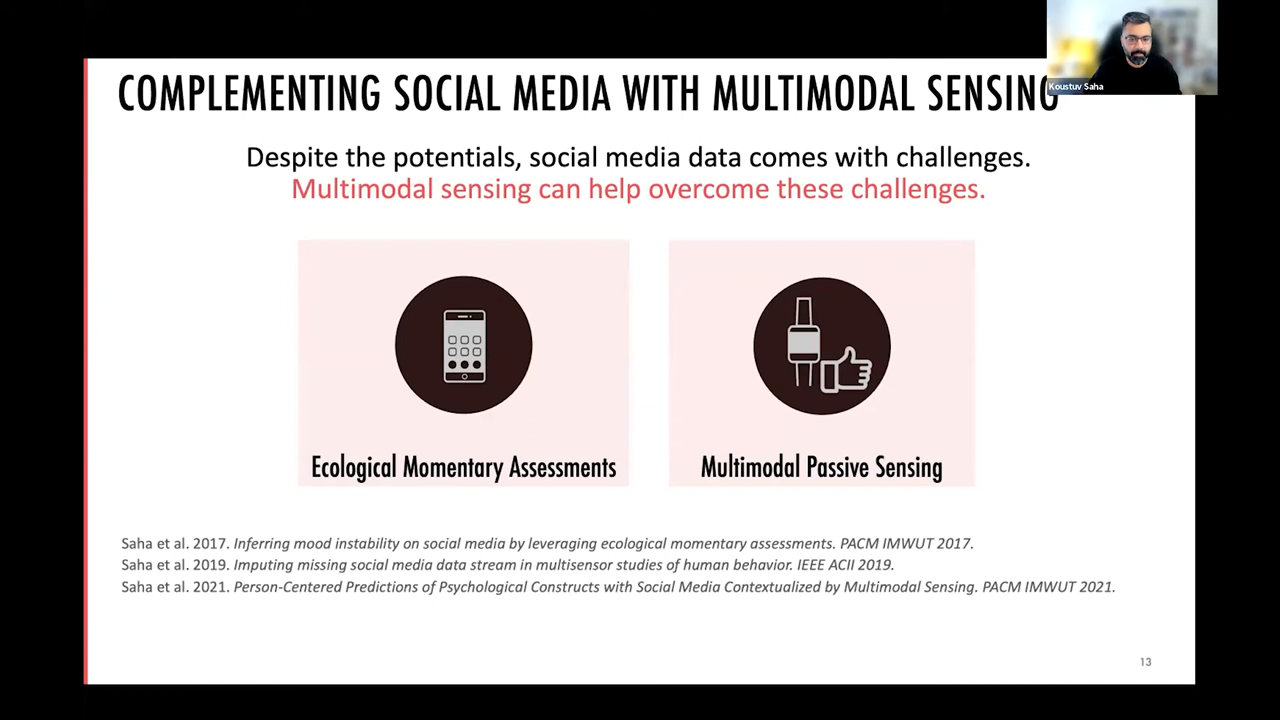 COMPLEMENTING SOCIAL MEDIA WITH MULTIMODAL SENSING
Koustuv Saha
Despite the potentials, social media data comes with challenges.
Multimodal sensing can help overcome these challenges.
Ecological Momentary Assessments
Multimodal Passive Sensing
Saha et al. 2017. Inferring mood instability on social media by leveraging ecological momentary assessments. PACM IMWUT 2017.
Saha et al. 2019. Imputing missing social media data stream in multisensor studies of human behavior. IEEE ACII 2019.
Saha et al. 2021. Person-Centered Predictions of Psychological Constructs with Social Media Contextualized by Multimodal Sensing. PACM IMWUT 2021.
13